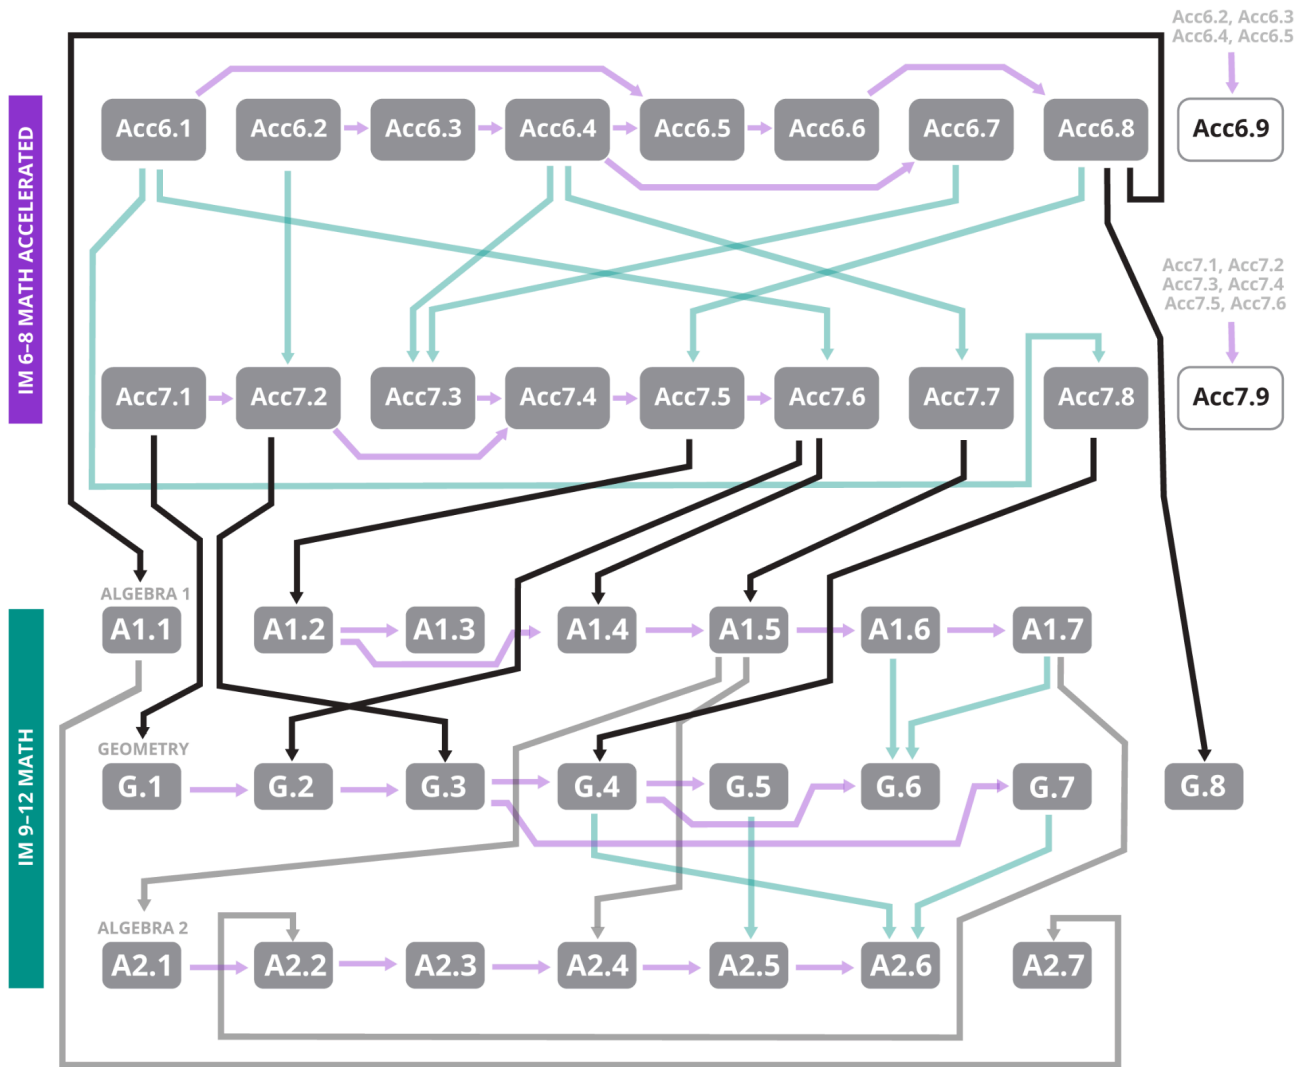 Acc6.2, Acc6.3
Acc6.4, Acc6.5
IM 6–8 MATH ACCELERATED
Acc6.1 Acc6.2 Acc6.3 Acc6.4 Acc6.5 Acc6.6 Acc6.7 Acc6.8 Acc6.9
Acc7.1, Acc7.2
Acc7.3, Acc7.4
Acc7.5, Acc7.6
Acc7.1 Acc7.2 Acc7.3 Acc7.4 Acc7.5 Acc7.6 Acc7.7 Acc7.8 Acc7.9
IM 9–12 MATH
ALGEBRA 1
A1.1 A1.2 A1.3 A1.4 A1.5 A1.6 A1.7
GEOMETRY
G.1 G.2 G.3 G.4 G.5 G.6 G.7 G.8
ALGEBRA 2
A2.1 A2.2 A2.3 A2.4 A2.5 A2.6 A2.7